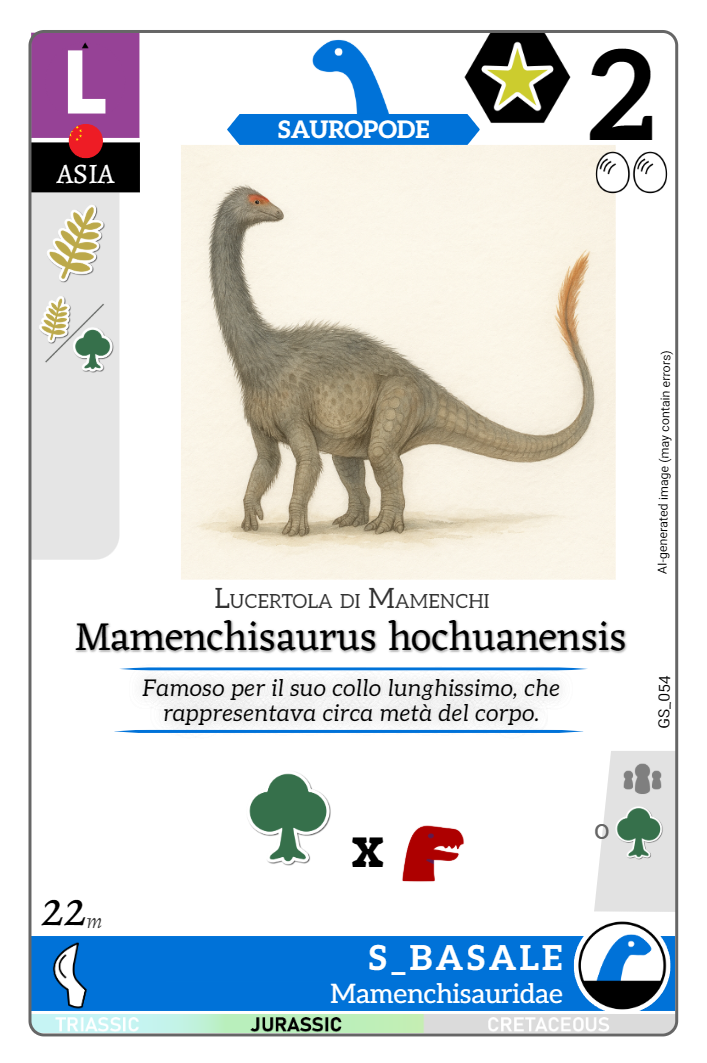 L
SAUROPODE
2
ASIA
AI-generated image (may contain errors)
Lucertola di Mamenchi
Mamenchisaurus hochuanensis
Famoso per il suo collo lunghissimo, che
rappresentava circa metà del corpo.
GS_054
x
o
22m
S_BASALE
Mamenchisauridae
TRIASSIC
JURASSIC
CRETACEOUS